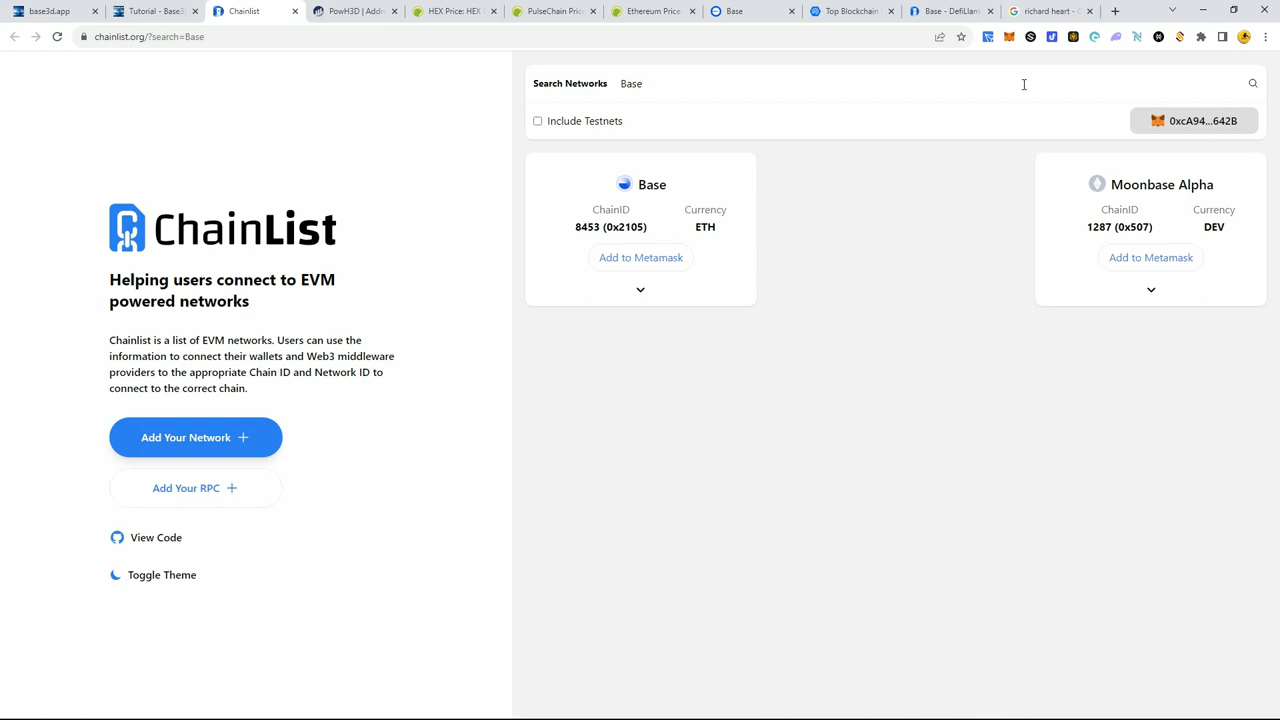 base3d.app
Tutorial - Base3
Chainlist
PowH3D | Addre
HEX Price: HEX
PulseChain Price
Ethereum Price:
Base
Top Blockchain
Base - DefiLlam
richard heart - G
chainlist.org/?search=Base
Search Networks Base
Include Testnets
0xcA94...642B
ChainList
Helping users connect to EVM
powered networks
Chainlist is a list of EVM networks. Users can use the
information to connect their wallets and Web3 middleware
providers to the appropriate Chain ID and Network ID to
connect to the correct chain.
Add Your Network
Add Your RPC
View Code
Toggle Theme
Base
ChainID Currency
8453 (0x2105) ETH
Add to Metamask
Moonbase Alpha
ChainID Currency
1287 (0x507) DEV
Add to Metamask